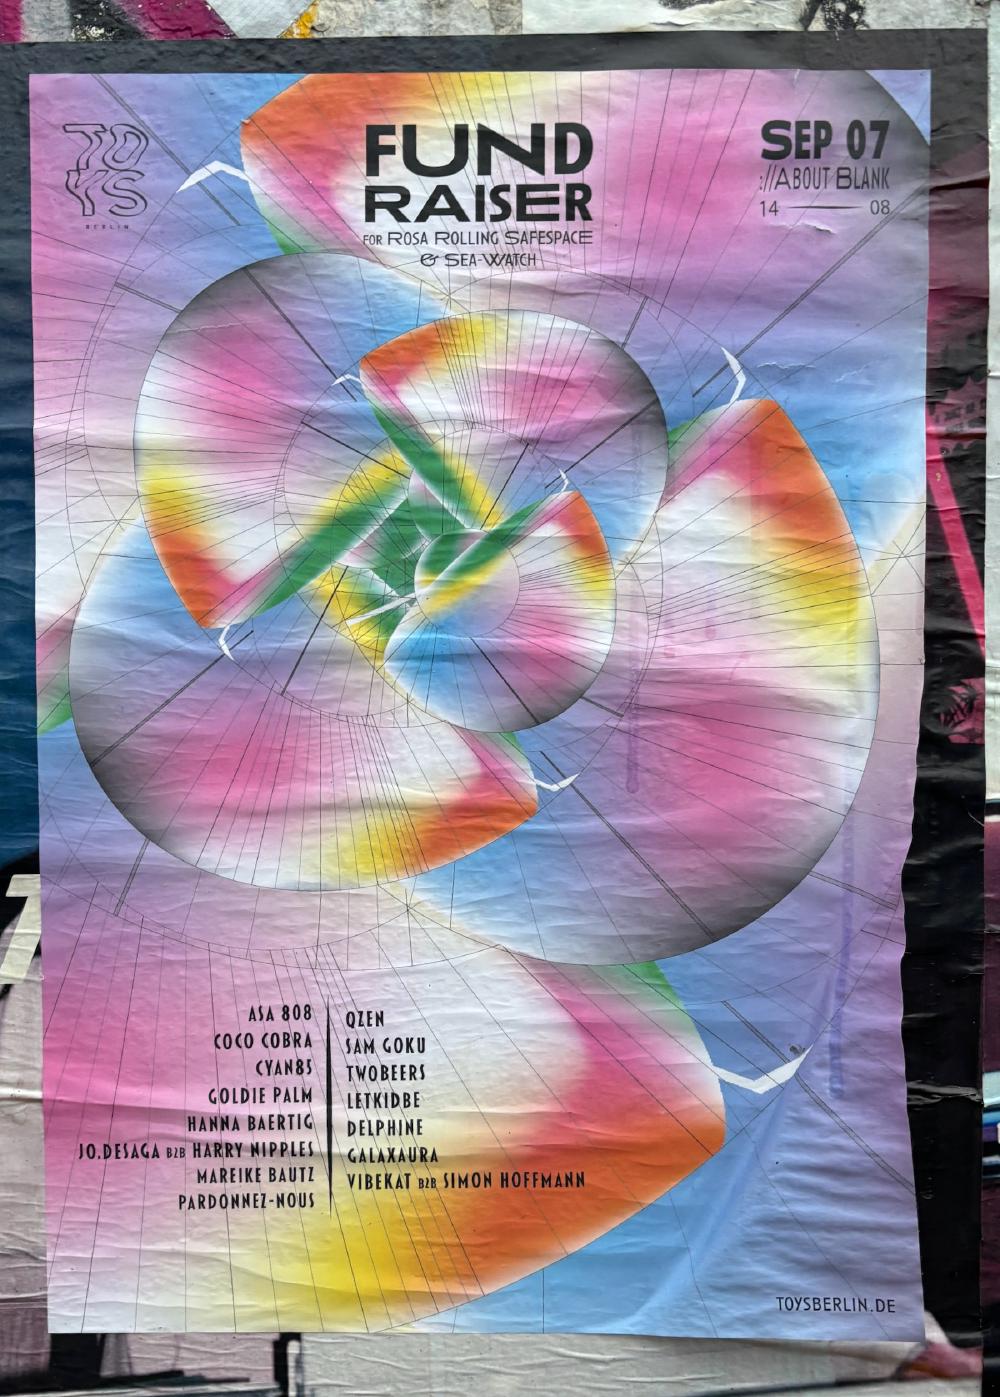 TOYS
BERLIN
FUND
RAISER
FOR ROSA ROLLING SAFESPACE
& SEA-WATCH
SEP 07
://ABOUT BLANK
14 — 08
ASA 808
COCO COBRA
CYAN85
GOLDIE PALM
HANNA BAERTIG
JO.DESAGA B2B HARRY NIPPLES
MAREIKE BAUTZ
PARDONNEZ-NOUS
QZEN
SAM GOKU
TWOBEERS
LETKIDBE
DELPHINE
GALAXAURA
VIBEKAT B2B SIMON HOFFMANN
TOYSBERLIN.DE